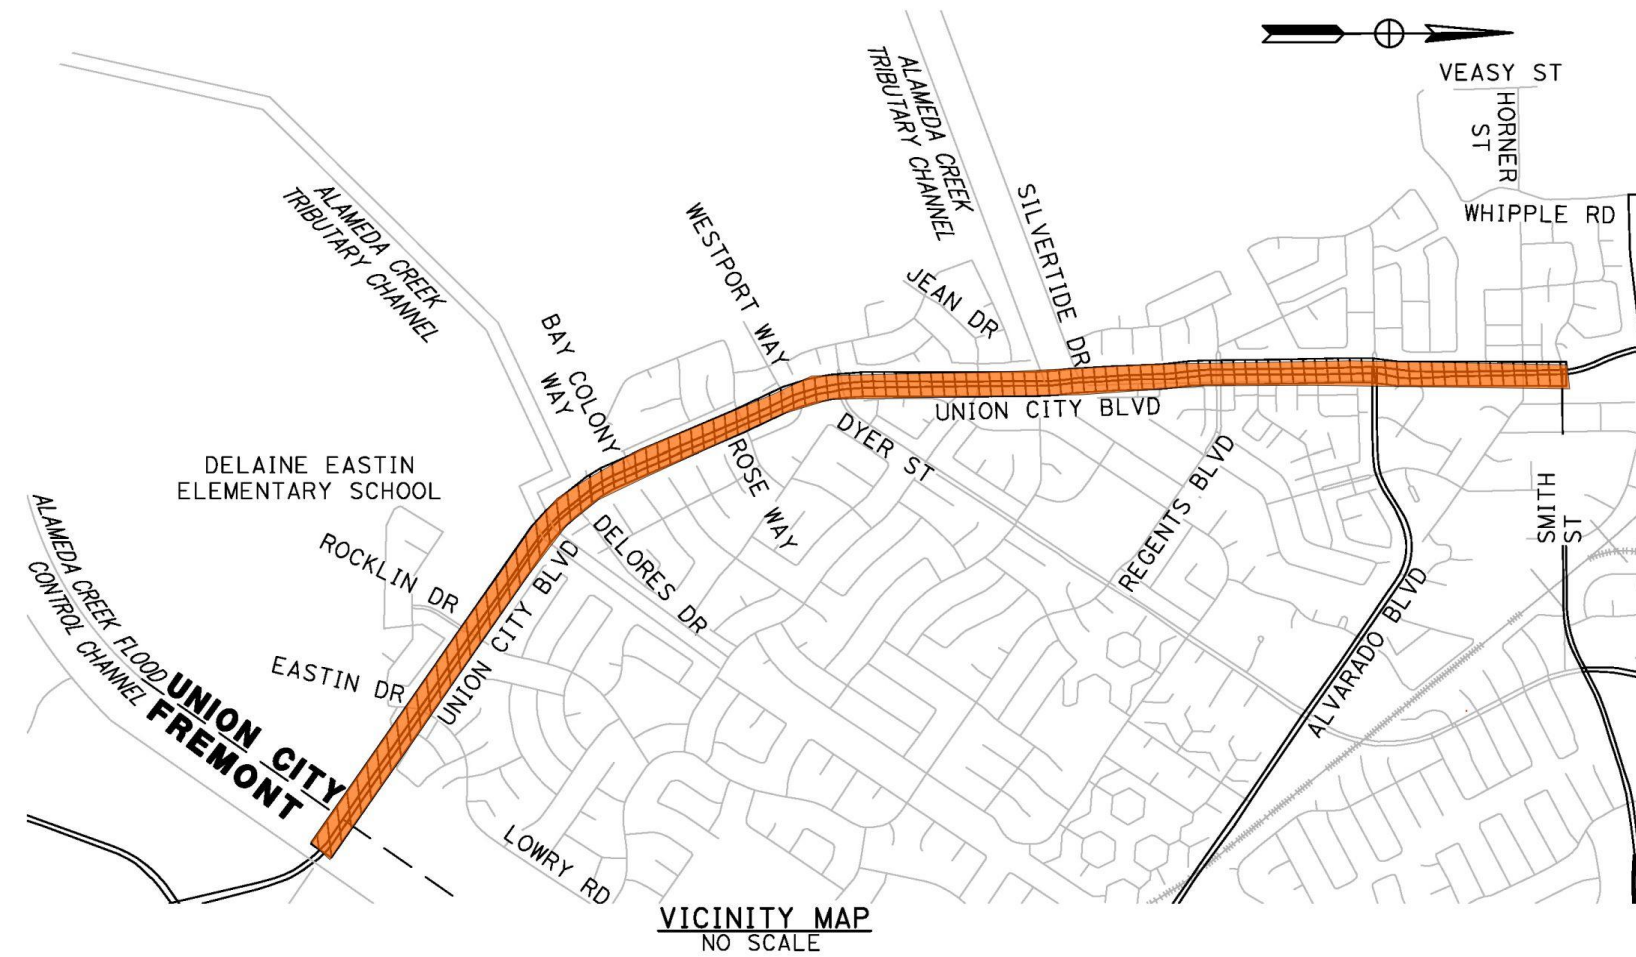 VEASY ST
HORNER
ST
WHIPPLE RD
ALAMEDA CREEK
TRIBUTARY CHANNEL
SILVERTIDE DR
ALAMEDA CREEK
TRIBUTARY CHANNEL
WESTPORT WAY
JEAN DR
BAY COLONY
WAY
UNION CITY BLVD
DYER ST
ROSE WAY
REGENTS BLVD
DELAINE EASTIN
ELEMENTARY SCHOOL
SMITH
ST
ALAMEDA CREEK FLOOD
CONTROL CHANNEL
ROCKLIN DR
DELORES DR
UNION CITY BLVD
EASTIN DR
ALVARADO BLVD
UNION CITY
FREMONT
LOWRY RD
VICINITY MAP
NO SCALE